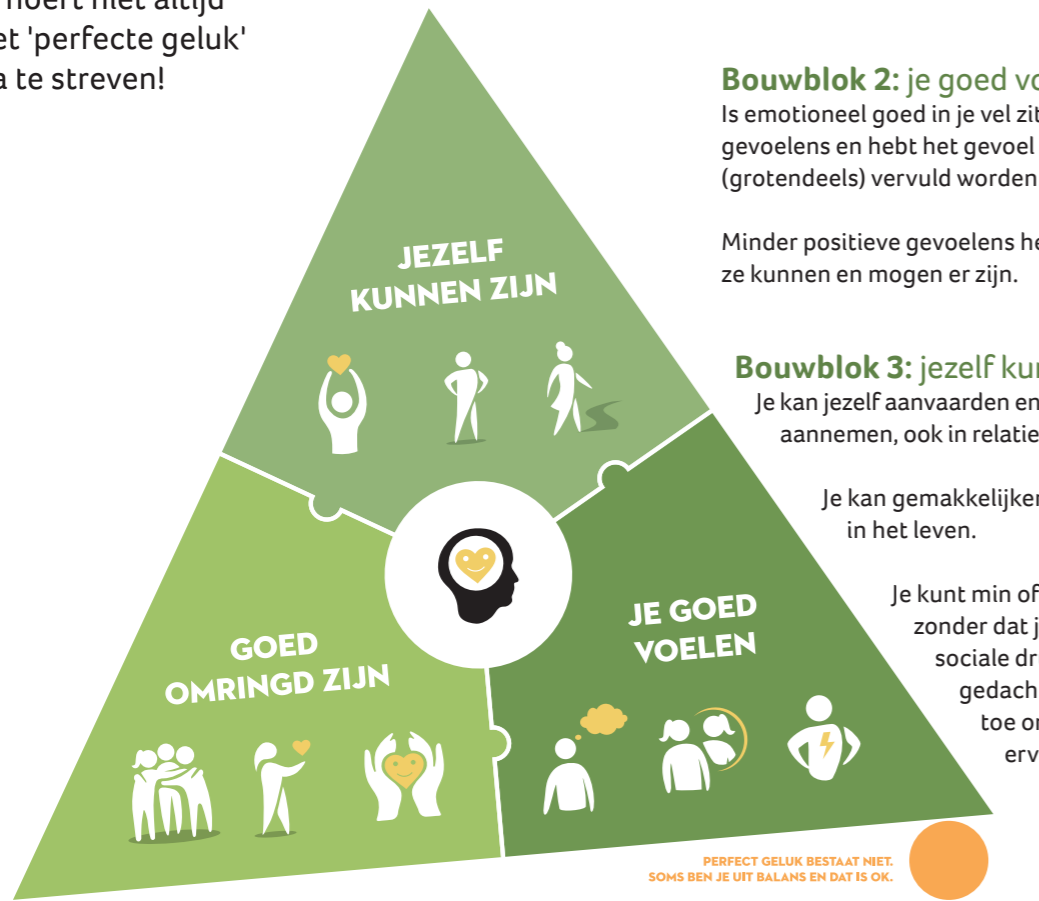 hoert niet altijd
et 'perfecte geluk'
a te streven!
Bouwblok 2: je goed vo
Is emotioneel goed in je vel zit
gevoelens en hebt het gevoel
(grotendeels) vervuld worden
Minder positieve gevoelens he
ze kunnen en mogen er zijn.
Bouwblok 3: jezelf kun
Je kan jezelf aanvaarden en
aannemen, ook in relatie
Je kan gemakkelijker
in het leven.
Je kunt min of
zonder dat j
sociale dr
gedach
toe on
erv
JEZELF
KUNNEN ZIJN
GOED
OMRINGD ZIJN
JE GOED
VOELEN
PERFECT GELUK BESTAAT NIET.
SOMS BEN JE UIT BALANS EN DAT IS OK.